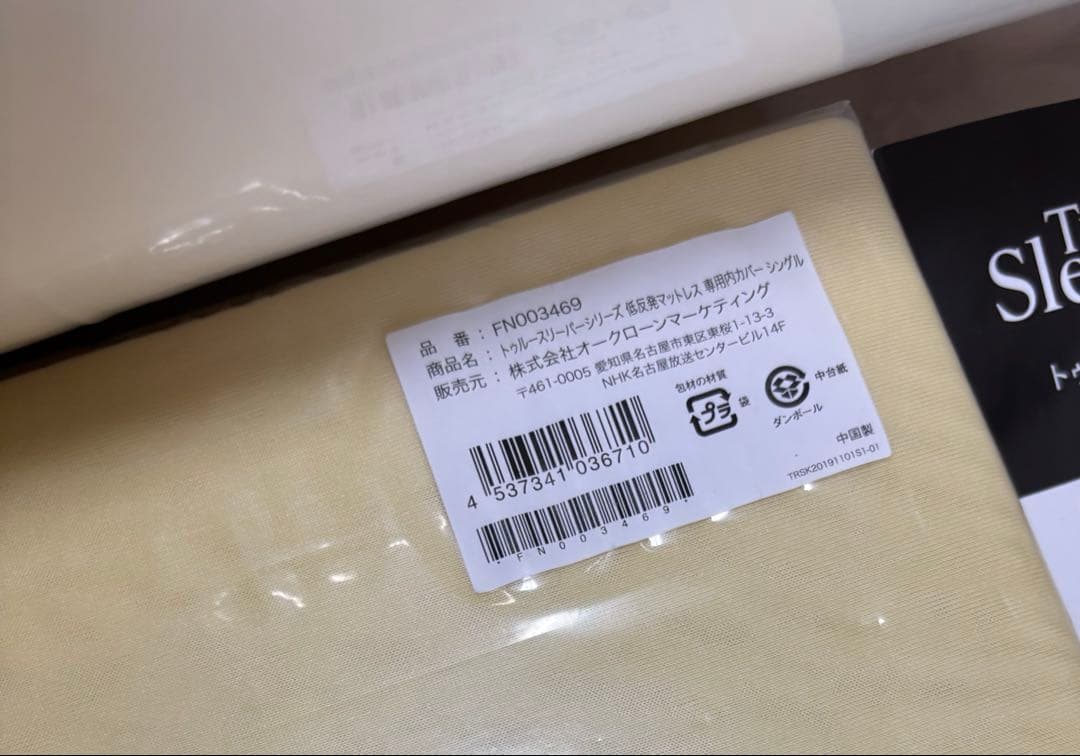 品 番：FN003469
商品名：トゥルースリーパーシリーズ 低反発マットレス 専用内カバー シングル
販売元：株式会社オークローンマーケティング
〒461-0005 愛知県名古屋市東区東桜1-13-3
NHK名古屋放送センタービル14F
包材の材質
プラ 袋
中台紙
ダンボール
4 537341 036710
中国製
TRSK20191101S1-01
*FN003469*
Sle